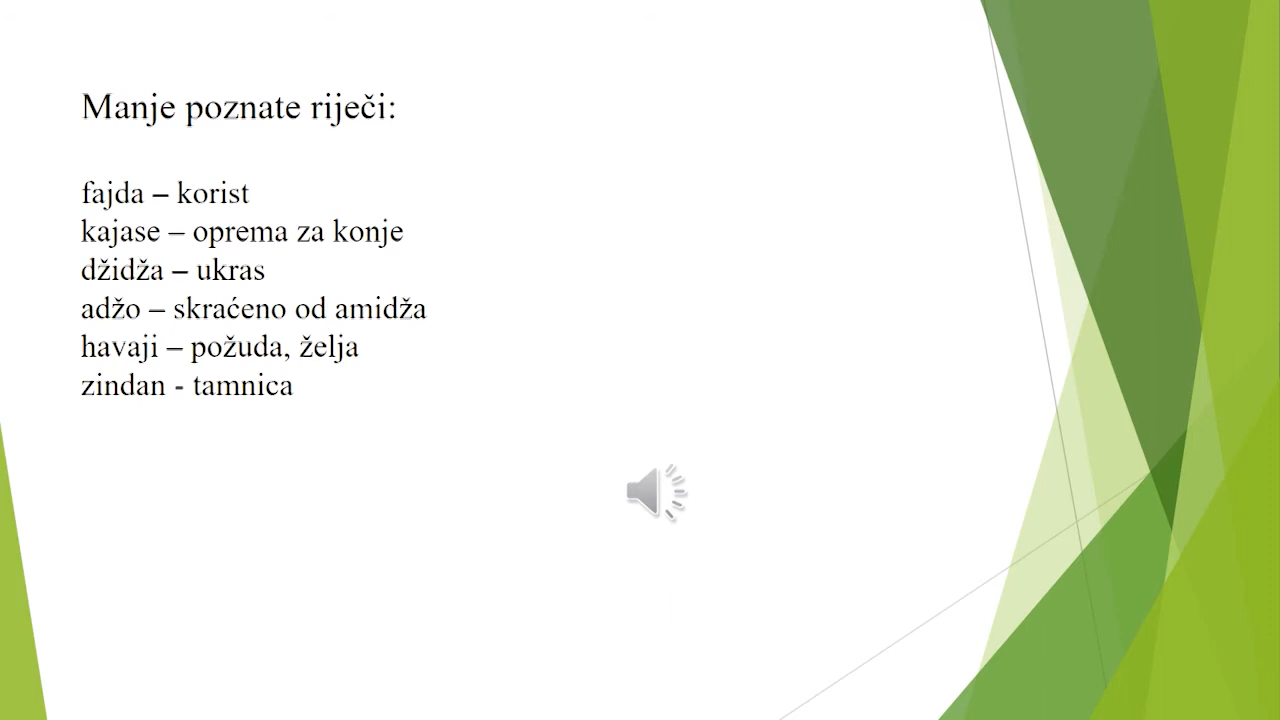 Manje poznate riječi:
fajda – korist
kajase – oprema za konje
džidža – ukras
adžo – skraćeno od amidža
havaji – požuda, želja
zindan - tamnica